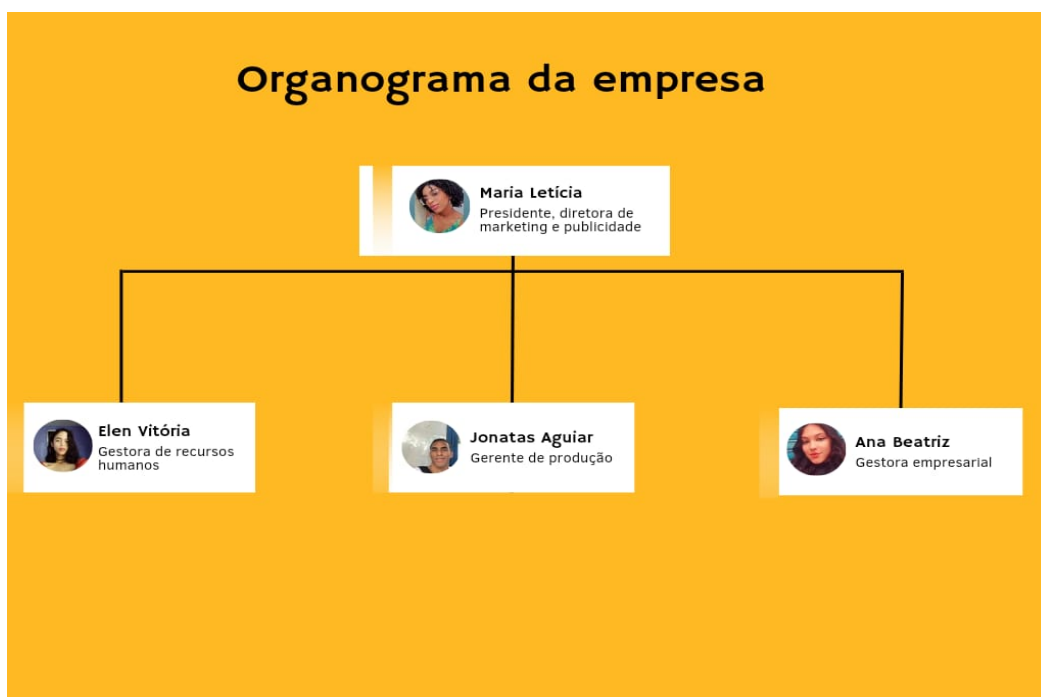 Organograma da empresa
Maria Letícia
Presidente, diretora de
marketing e publicidade
Elen Vitória
Gestora de recursos
humanos
Jonatas Aguiar
Gerente de produção
Ana Beatriz
Gestora empresarial